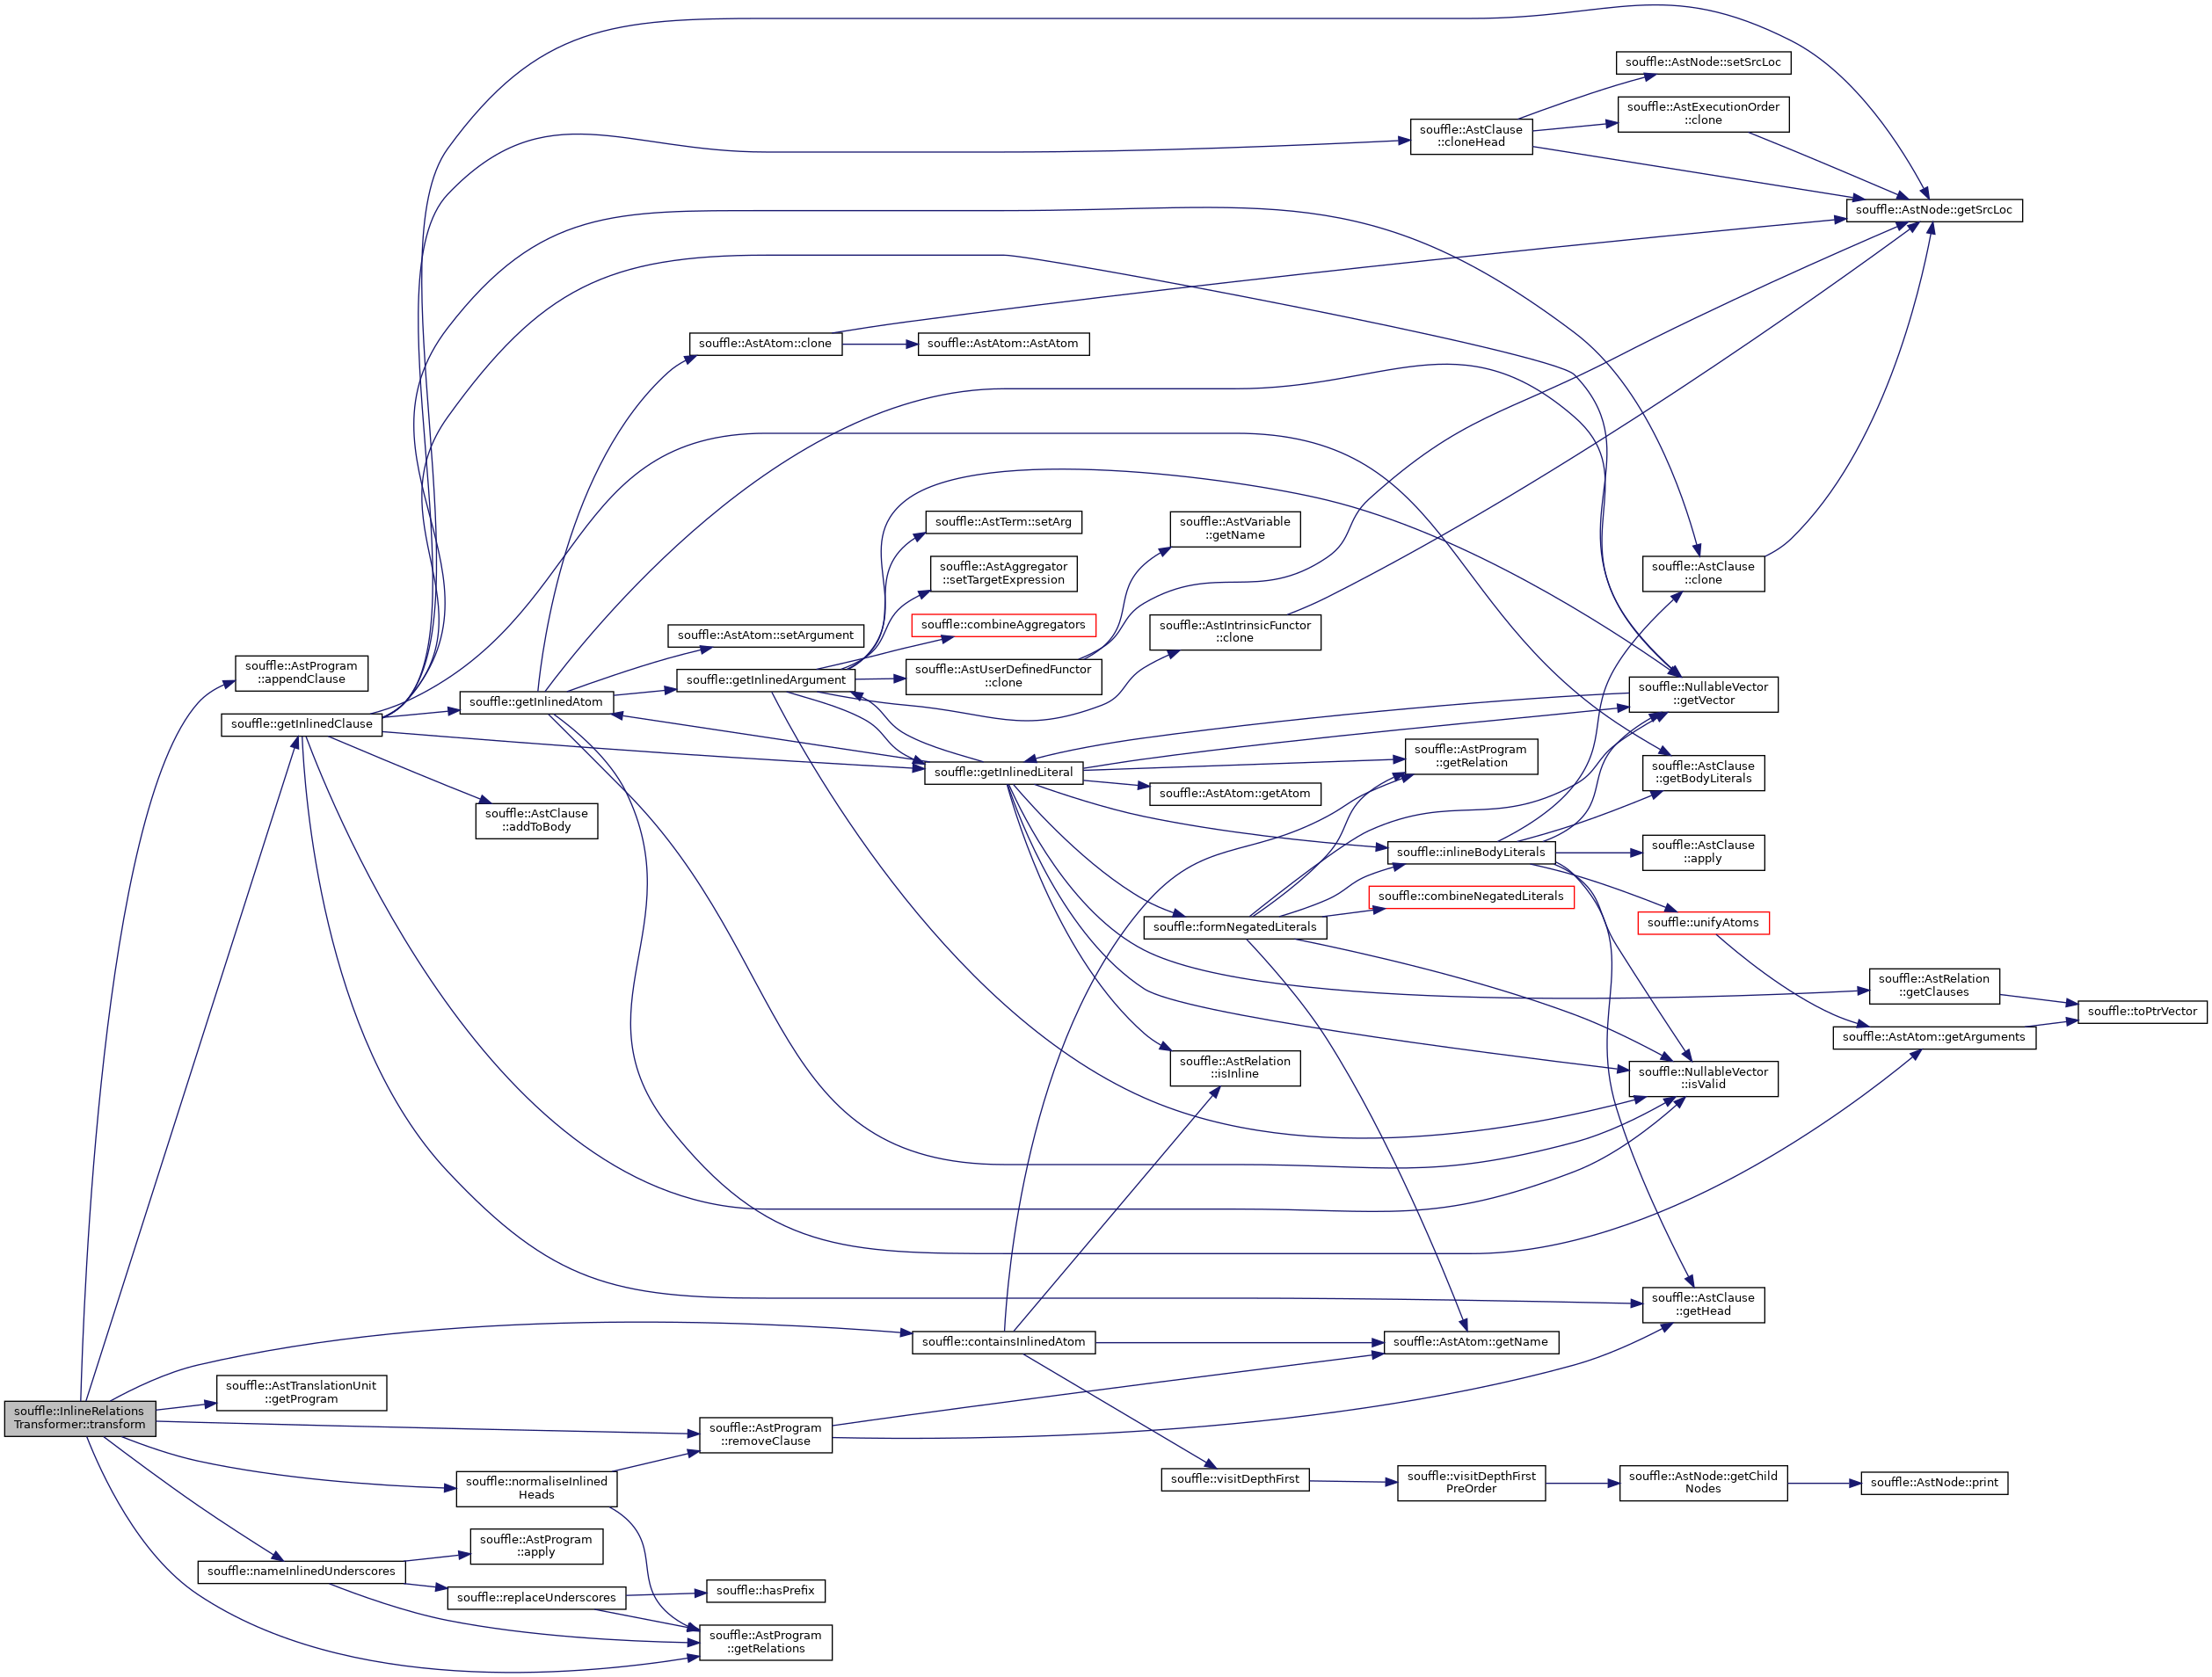 souffle::AstNode::setSrcLoc
souffle::AstExecutionOrder
::clone
souffle::AstClause
::cloneHead
souffle::AstNode::getSrcLoc
souffle::AstAtom::clone
souffle::AstAtom::AstAtom
souffle::AstTerm::setArg
souffle::AstVariable
::getName
souffle::AstAggregator
::setTargetExpression
souffle::AstClause
::clone
souffle::combineAggregators
souffle::AstIntrinsicFunctor
::clone
souffle::AstAtom::setArgument
souffle::AstProgram
::appendClause
souffle::getInlinedArgument
souffle::AstUserDefinedFunctor
::clone
souffle::NullableVector
::getVector
souffle::getInlinedAtom
souffle::getInlinedClause
souffle::AstProgram
::getRelation
souffle::getInlinedLiteral
souffle::AstClause
::getBodyLiterals
souffle::AstAtom::getAtom
souffle::AstClause
::addToBody
souffle::inlineBodyLiterals
souffle::AstClause
::apply
souffle::combineNegatedLiterals
souffle::formNegatedLiterals
souffle::unifyAtoms
souffle::AstRelation
::getClauses
souffle::toPtrVector
souffle::AstAtom::getArguments
souffle::AstRelation
::isInline
souffle::NullableVector
::isValid
souffle::AstClause
::getHead
souffle::containsInlinedAtom
souffle::AstAtom::getName
souffle::AstTranslationUnit
::getProgram
souffle::InlineRelations
Transformer::transform
souffle::AstProgram
::removeClause
souffle::normaliseInlined
Heads
souffle::visitDepthFirst
souffle::visitDepthFirst
PreOrder
souffle::AstNode::getChild
Nodes
souffle::AstNode::print
souffle::AstProgram
::apply
souffle::nameInlinedUnderscores
souffle::replaceUnderscores
souffle::hasPrefix
souffle::AstProgram
::getRelations